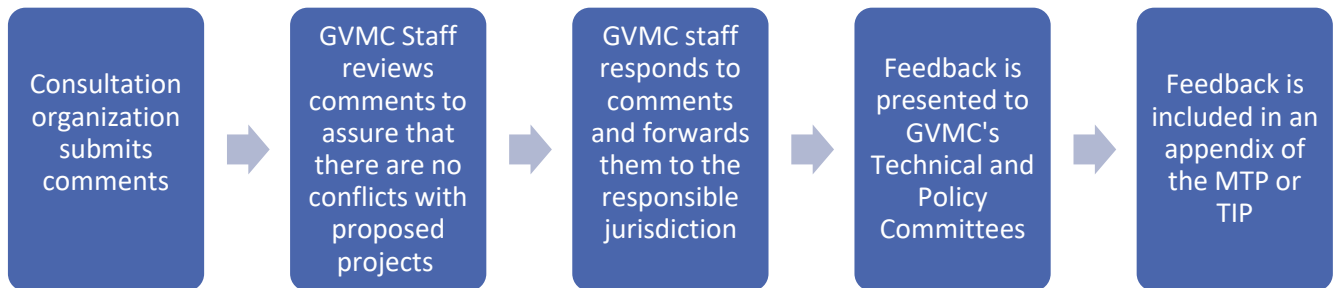 Consultation
organization
submits
comments
GVMC Staff
reviews
comments to
assure that
there are no
conflicts with
proposed
projects
GVMC staff
responds to
comments
and forwards
them to the
responsible
jurisdiction
Feedback is
presented to
GVMC's
Technical and
Policy
Committees
Feedback is
included in an
appendix of
the MTP or
TIP